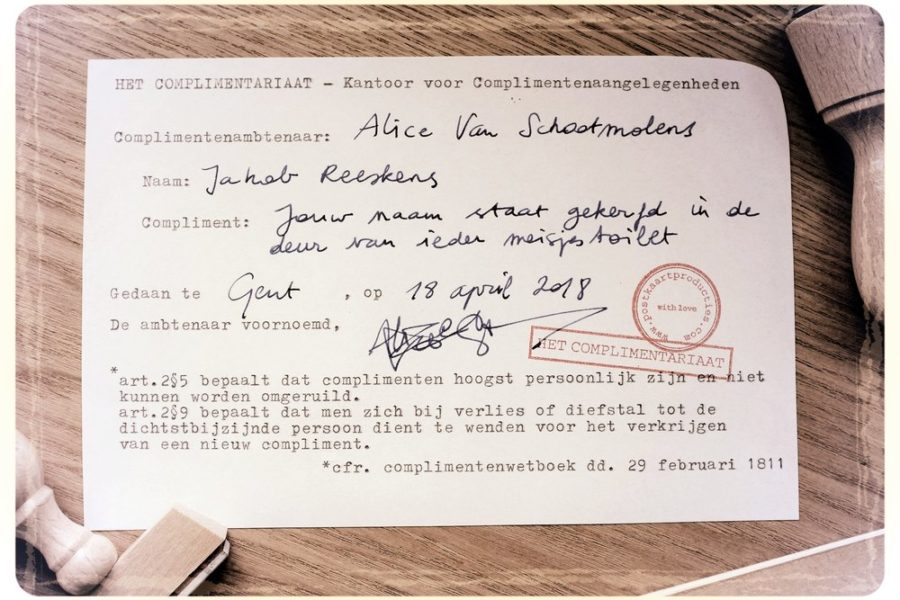 HET COMPLIMENTARIAAT – Kantoor voor Complimentenaangelegenheden
Complimentenambtenaar: Alice Van Schootmolens
Naam: Jakob Reeskens
Compliment: Jouw naam staat gekerfd in de
deur van ieder meisjestoilet
Gedaan te Gent , op 18 april 2018
De ambtenaar voornoemd,
www.postkaartproducties.com
with love
HET COMPLIMENTARIAAT
*art.2§5 bepaalt dat complimenten hoogst persoonlijk zijn en niet
kunnen worden omgeruild.
art.2§9 bepaalt dat men zich bij verlies of diefstal tot de
dichtstbijzijnde persoon dient te wenden voor het verkrijgen
van een nieuw compliment.
*cfr. complimentenwetboek dd. 29 februari 1811